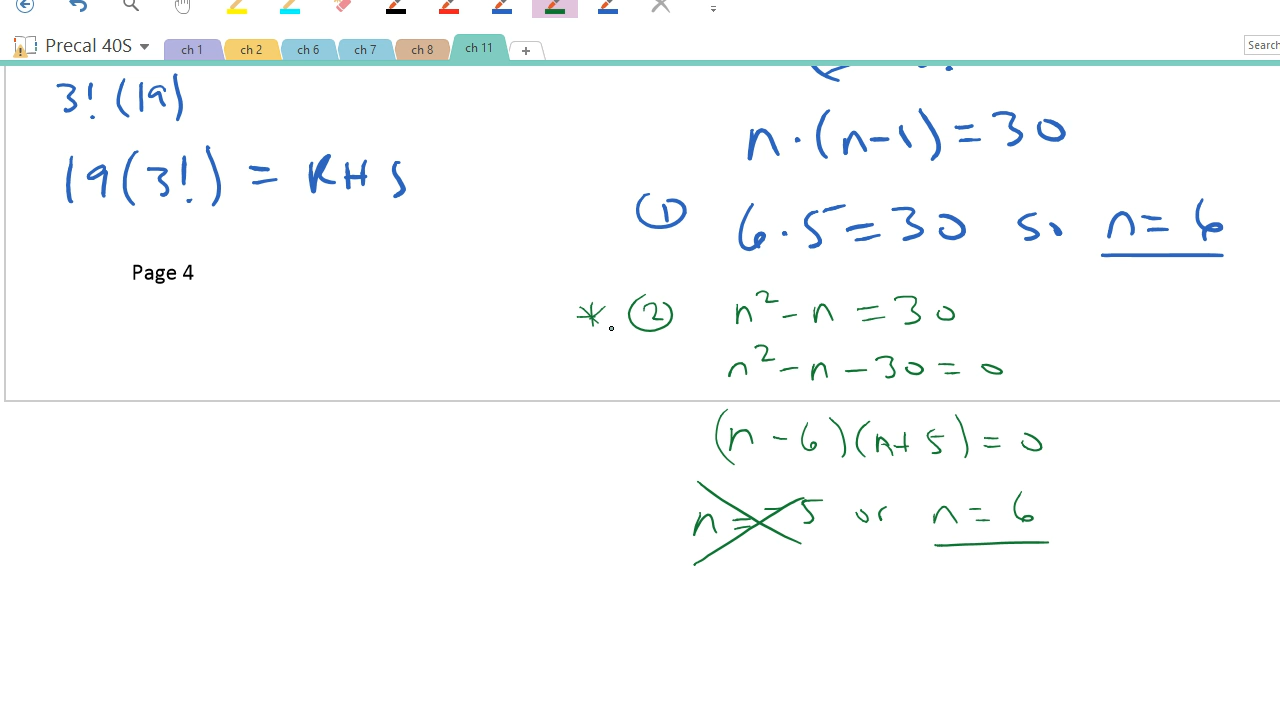 Precal 40S
ch 1
ch 2
ch 6
ch 7
ch 8
ch 11
+
Search
3! (19)
19(3!) = RHS
Page 4
n·(n-1)=30
① 6·5=30 so n=6
*. ② n²-n=30
n²-n-30=0
(n-6)(n+5)=0
n=-5 or n=6